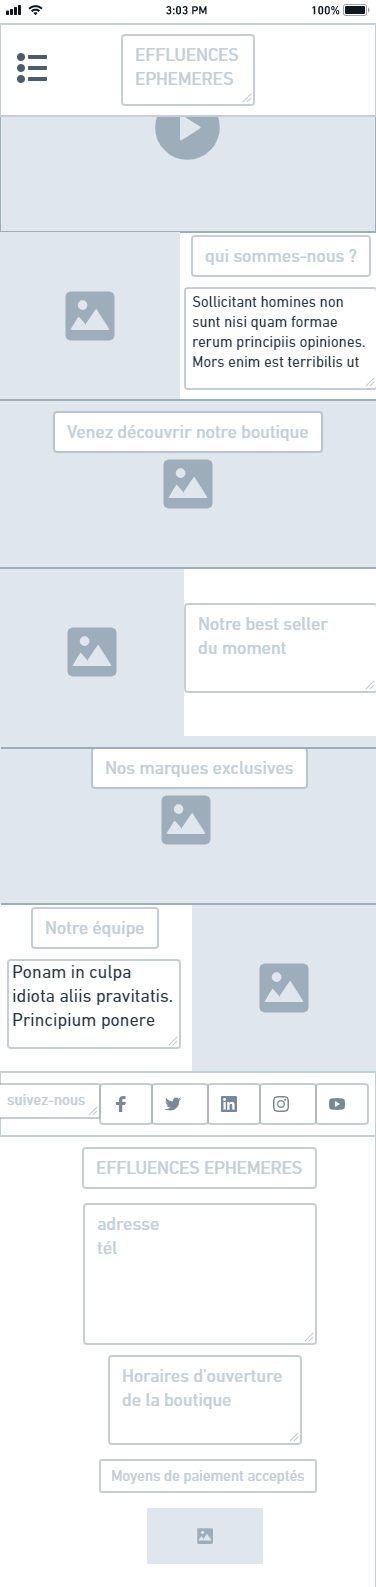 3:03 PM
100%
EFFLUENCES
EPHEMERES
qui sommes-nous ?
Sollicitant homines non
sunt nisi quam formae
rerum principiis opiniones.
Mors enim est terribilis ut
Venez découvrir notre boutique
Notre best seller
du moment
Nos marques exclusives
Notre équipe
Ponam in culpa
idiota aliis pravitatis.
Principium ponere
suivez-nous
EFFLUENCES EPHEMERES
adresse
tél
Horaires d'ouverture
de la boutique
Moyens de paiement acceptés